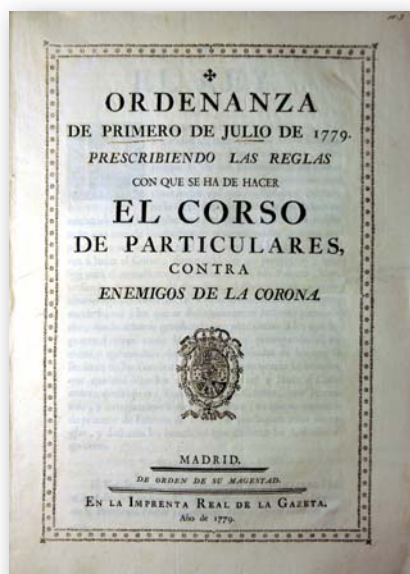 ORDENANZA
DE PRIMERO DE JULIO DE 1779.
PRESCRIBIENDO LAS REGLAS
CON QUE SE HA DE HACER
EL CORSO
DE PARTICULARES,
CONTRA
ENEMIGOS DE LA CORONA.
MADRID.
DE ORDEN DE SU MAGESTAD.
EN LA IMPRENTA REAL DE LA GAZETA.
Año de 1779.